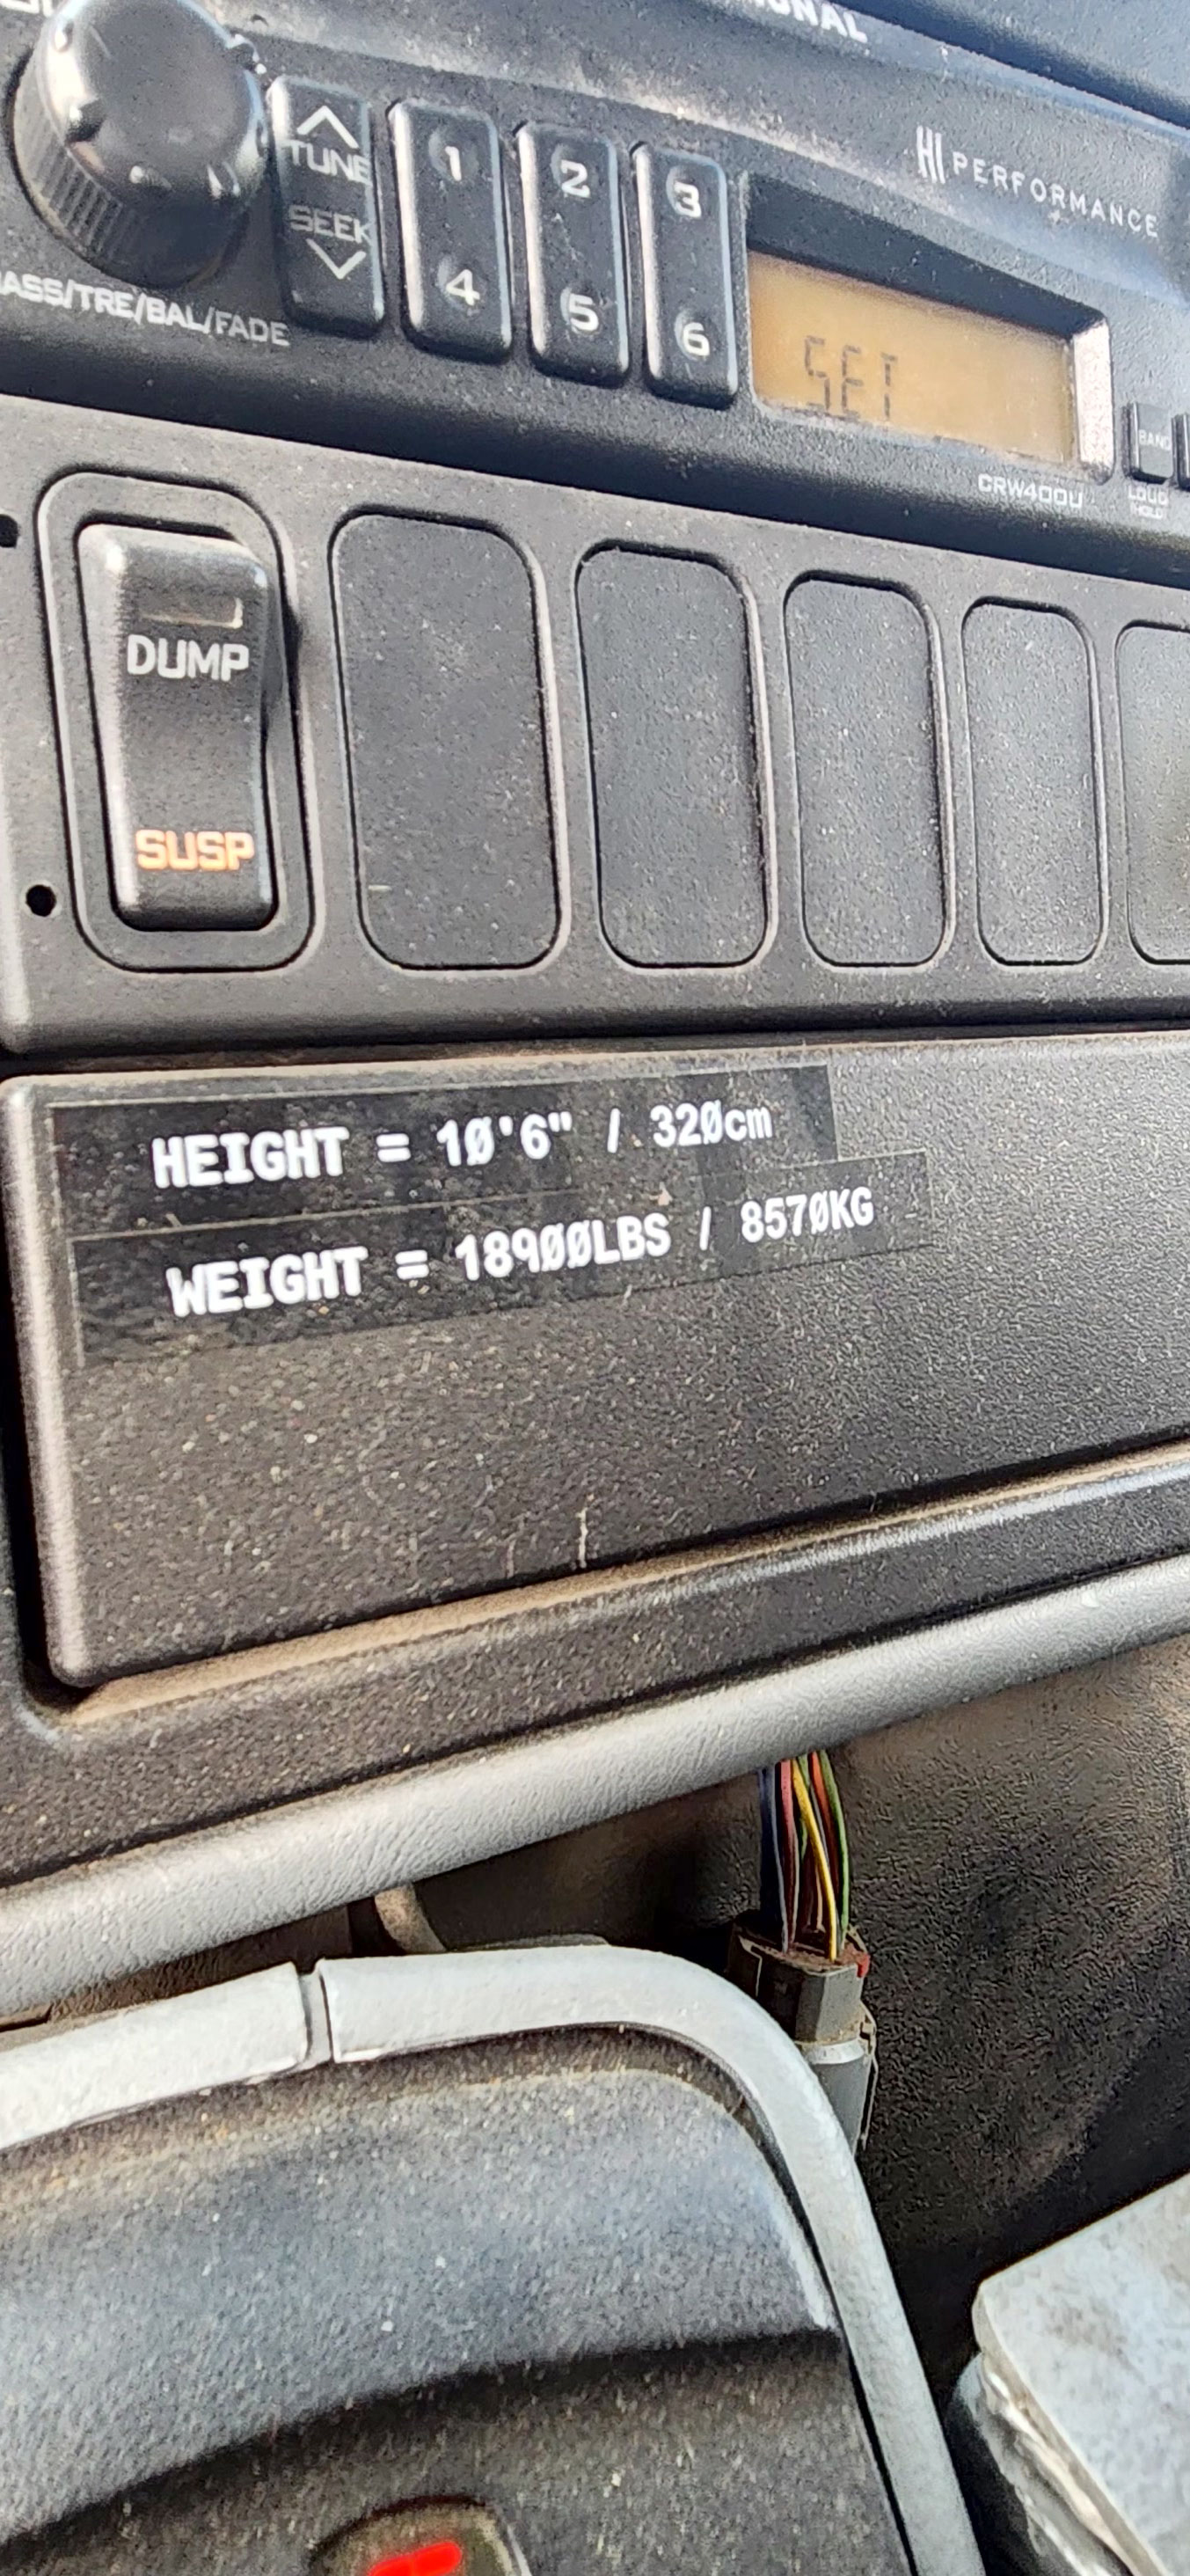 HI PERFORMANCE
TUNE
SEEK
1
2
3
4
5
6
SET
/TRE/BAL/FADE
BAND
CRW400U
LOUD
HOLD
DUMP
SUSP
HEIGHT = 10'6" / 320cm
WEIGHT = 18900LBS / 8570KG